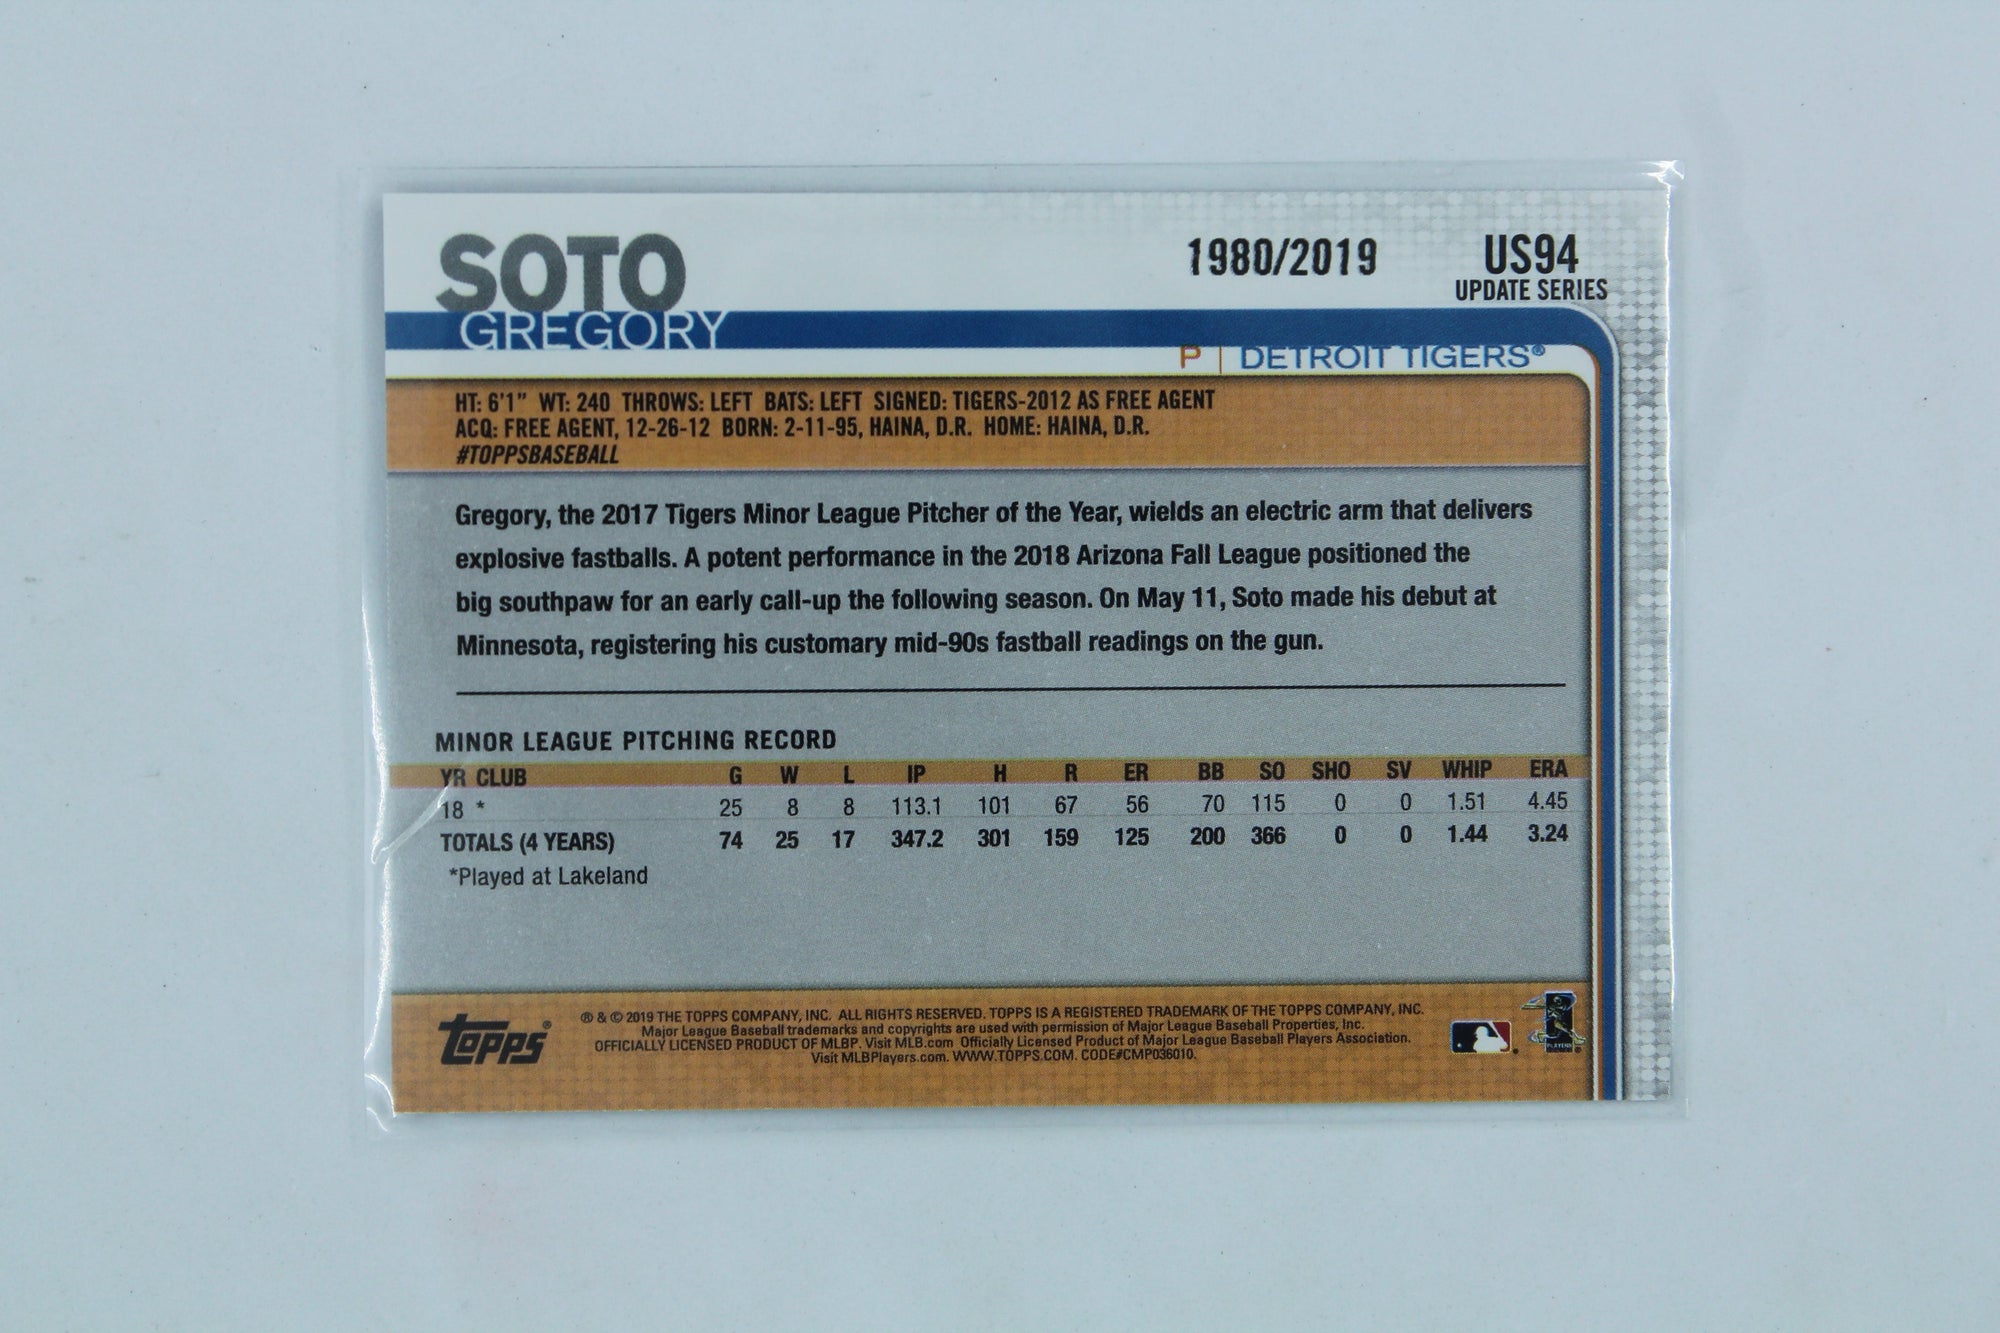 SOTO
GREGORY
1980/2019
US94
UPDATE SERIES
P | DETROIT TIGERS®
HT: 6'1" WT: 240 THROWS: LEFT BATS: LEFT SIGNED: TIGERS-2012 AS FREE AGENT
ACQ: FREE AGENT, 12-26-12 BORN: 2-11-95, HAINA, D.R. HOME: HAINA, D.R.
#TOPPSBASEBALL
Gregory, the 2017 Tigers Minor League Pitcher of the Year, wields an electric arm that delivers
explosive fastballs. A potent performance in the 2018 Arizona Fall League positioned the
big southpaw for an early call-up the following season. On May 11, Soto made his debut at
Minnesota, registering his customary mid-90s fastball readings on the gun.
MINOR LEAGUE PITCHING RECORD
YR CLUB G W L IP H R ER BB SO SHO SV WHIP ERA
18 * 25 8 8 113.1 101 67 56 70 115 0 0 1.51 4.45
TOTALS (4 YEARS) 74 25 17 347.2 301 159 125 200 366 0 0 1.44 3.24
*Played at Lakeland
topps®
® & © 2019 THE TOPPS COMPANY, INC. ALL RIGHTS RESERVED. TOPPS IS A REGISTERED TRADEMARK OF THE TOPPS COMPANY, INC.
Major League Baseball trademarks and copyrights are used with permission of Major League Baseball Properties, Inc.
OFFICIALLY LICENSED PRODUCT OF MLBP. Visit MLB.com Officially Licensed Product of Major League Baseball Players Association.
Visit MLBPlayers.com. WWW.TOPPS.COM. CODE#CMP036010.
PLAYERS